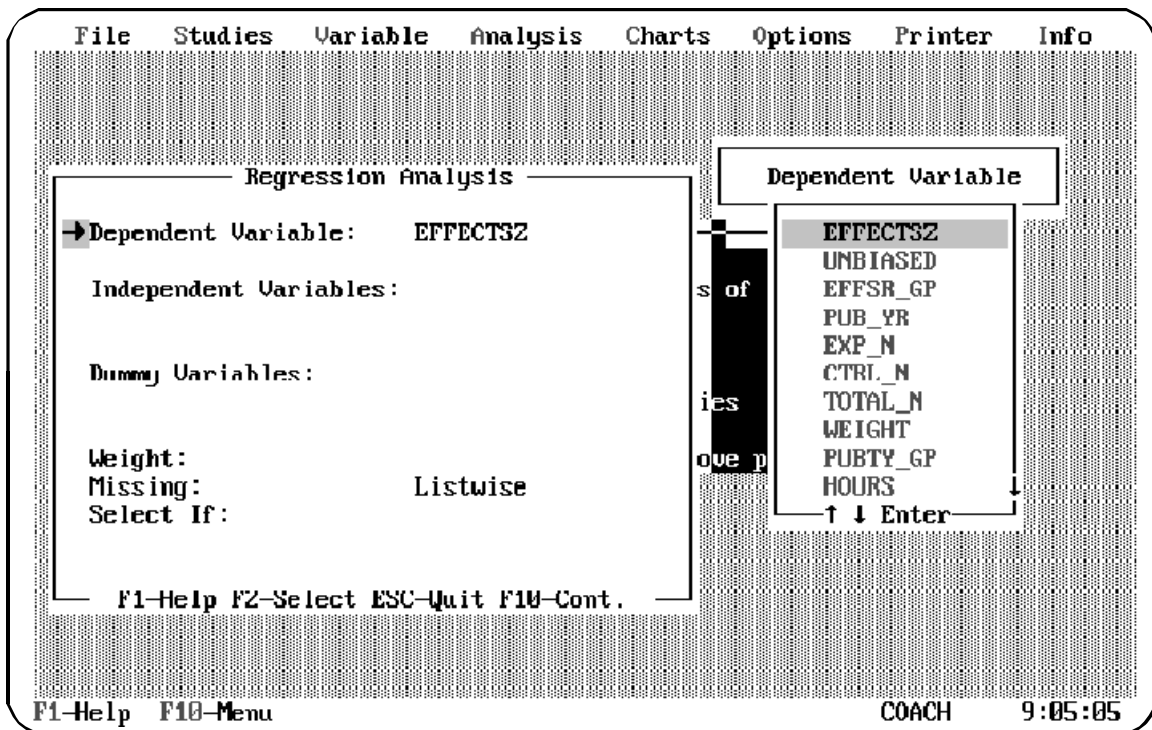 File Studies Variable Analysis Charts Options Printer Info
Regression Analysis
→Dependent Variable: EFFECTSZ
Independent Variables:
Dummy Variables:
Weight:
Missing: Listwise
Select If:
F1-Help F2-Select ESC-Quit F10-Cont.
s of
ies
ove p
Dependent Variable
EFFECTSZ
UNBIASED
EFFSR_GP
PUB_YR
EXP_N
CTRL_N
TOTAL_N
WEIGHT
PUBTY_GP
HOURS ↓
↑ ↓ Enter
F1-Help F10-Menu COACH 9:05:05